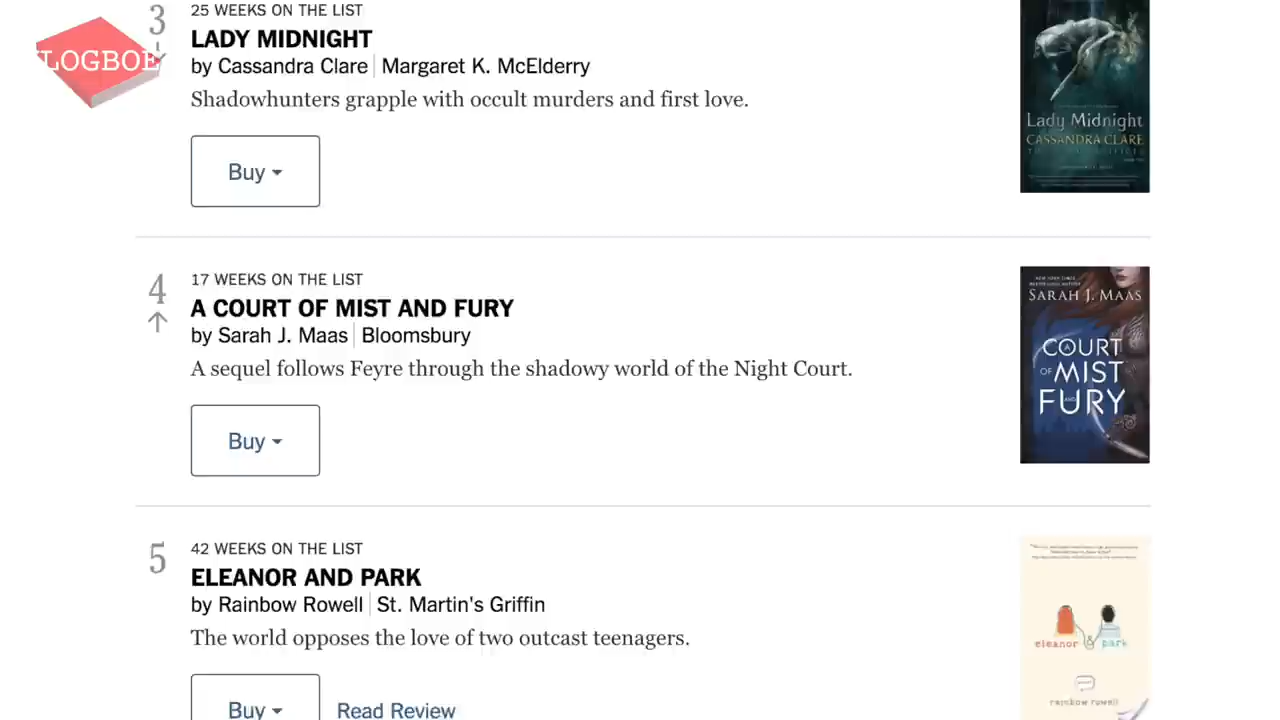 VLOGBOEK
3
25 WEEKS ON THE LIST
LADY MIDNIGHT
by Cassandra Clare | Margaret K. McElderry
Shadowhunters grapple with occult murders and first love.
Buy
Lady Midnight
CASSANDRA CLARE
4
17 WEEKS ON THE LIST
A COURT OF MIST AND FURY
by Sarah J. Maas | Bloomsbury
A sequel follows Feyre through the shadowy world of the Night Court.
Buy
SARAH J. MAAS
A COURT
OF MIST
AND
FURY
5
42 WEEKS ON THE LIST
ELEANOR AND PARK
by Rainbow Rowell | St. Martin's Griffin
The world opposes the love of two outcast teenagers.
Buy
Read Review
eleanor & park
rainbow rowell